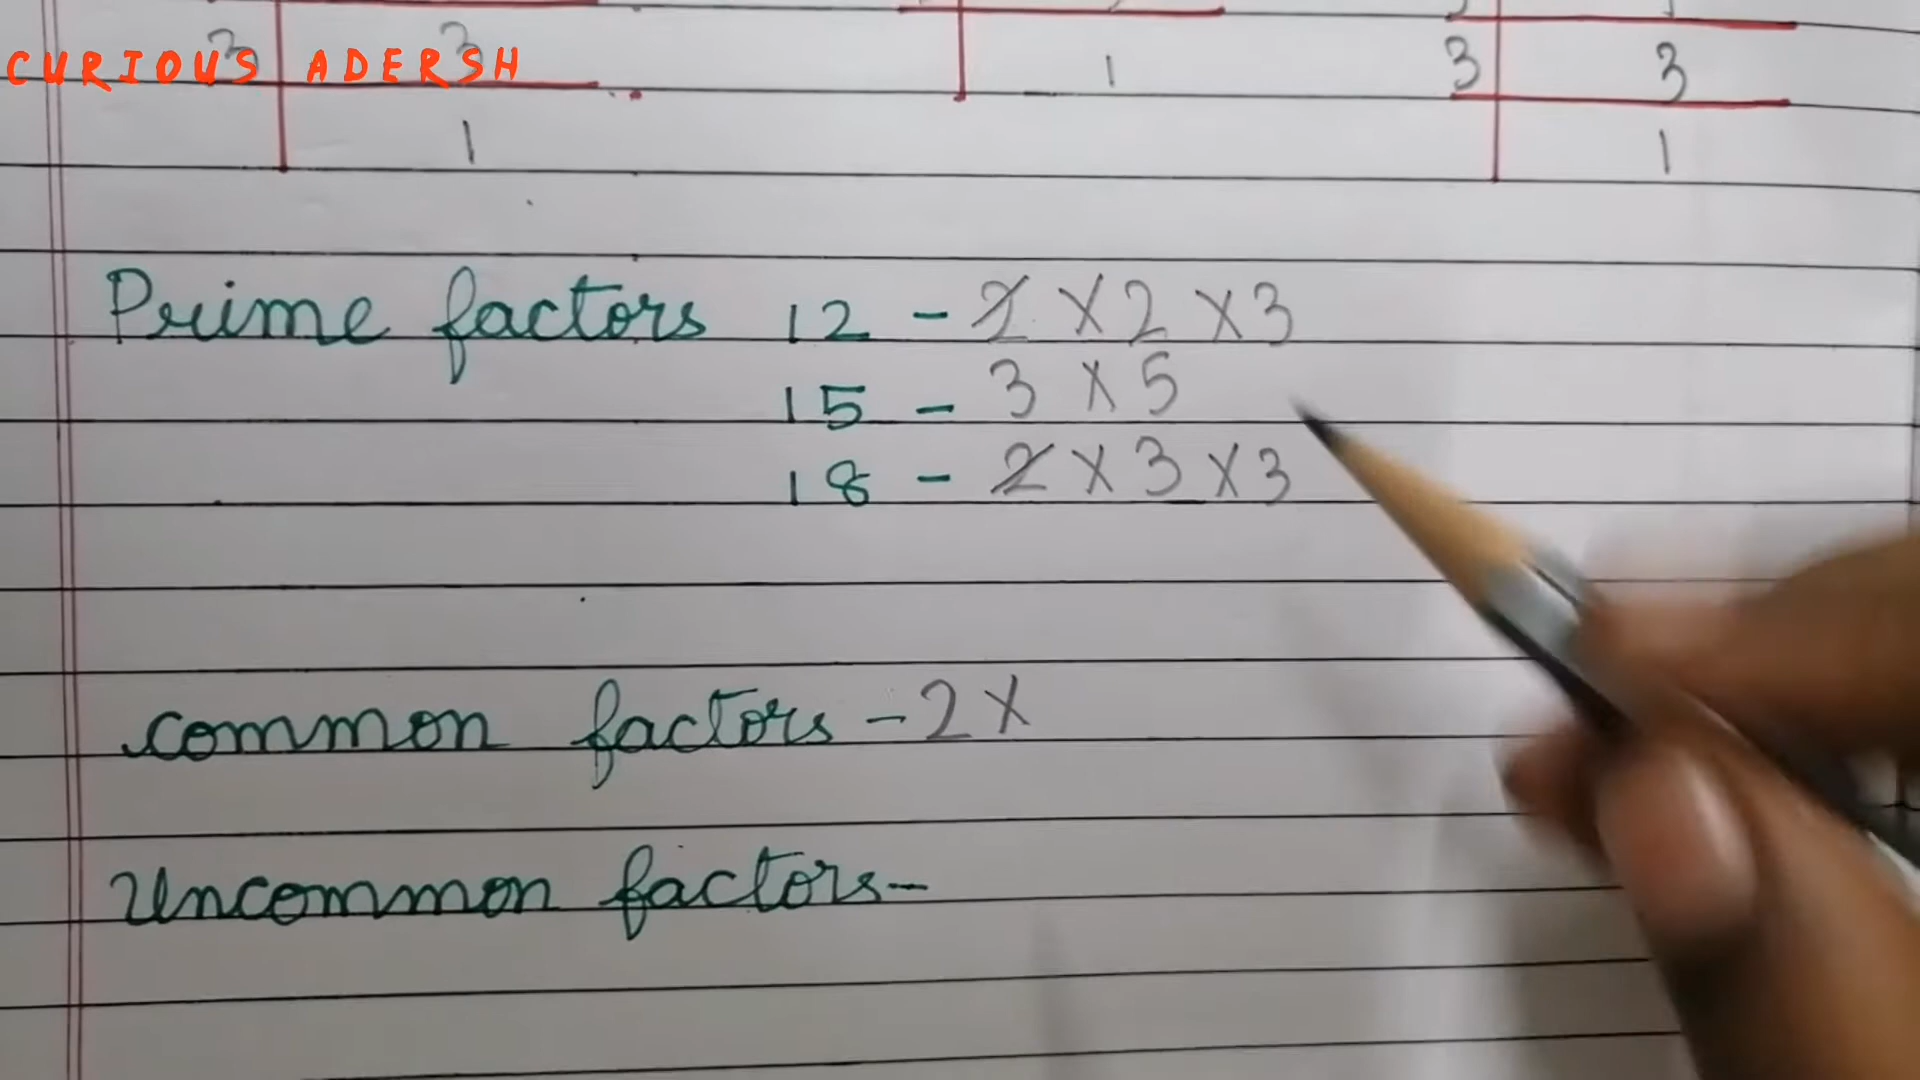 CURIOUS ADERSH
3 3 1 3 3
1 1
Prime factors 12 - 2 X 2 X 3
15 - 3 X 5
18 - 2 X 3 X 3
common factors - 2 X
Uncommon factors-